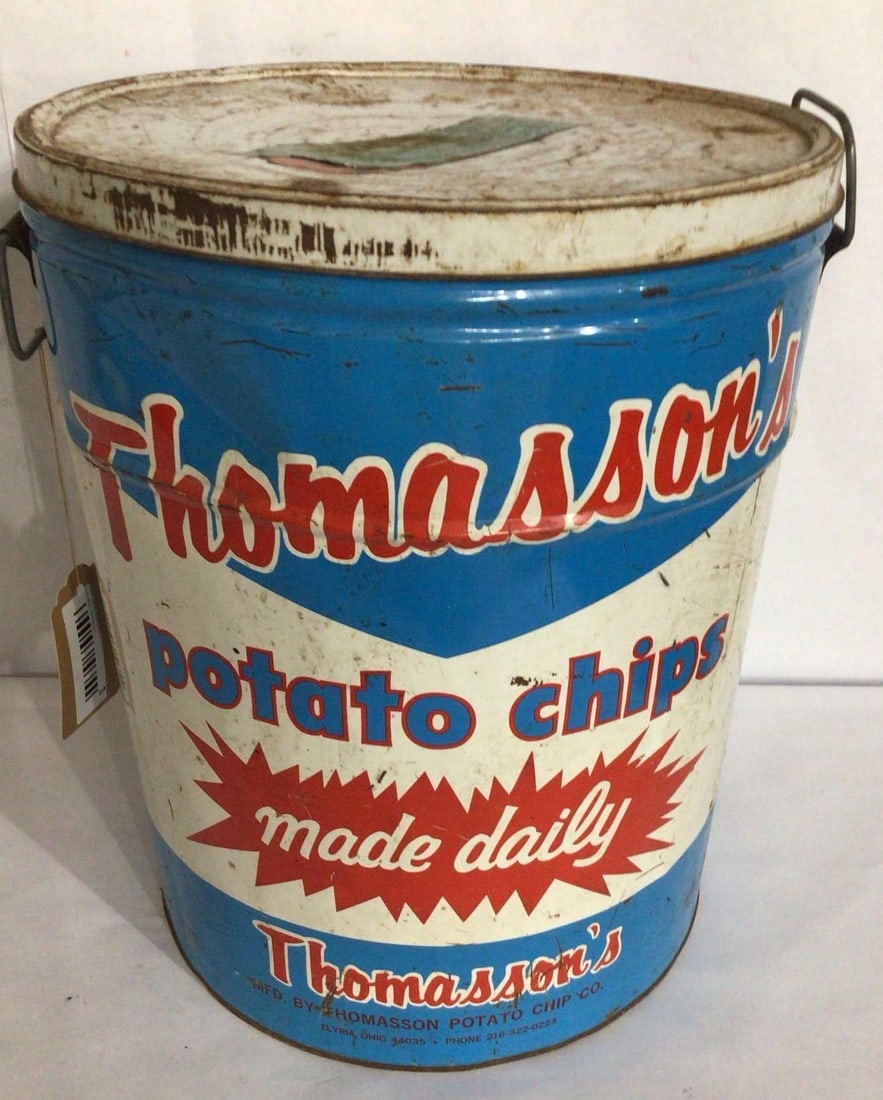 Thomasson's
potato chips
made daily
Thomasson's
MFD. BY THOMASSON POTATO CHIP CO.
ELYRIA, OHIO 44035 • PHONE 216-322-0223